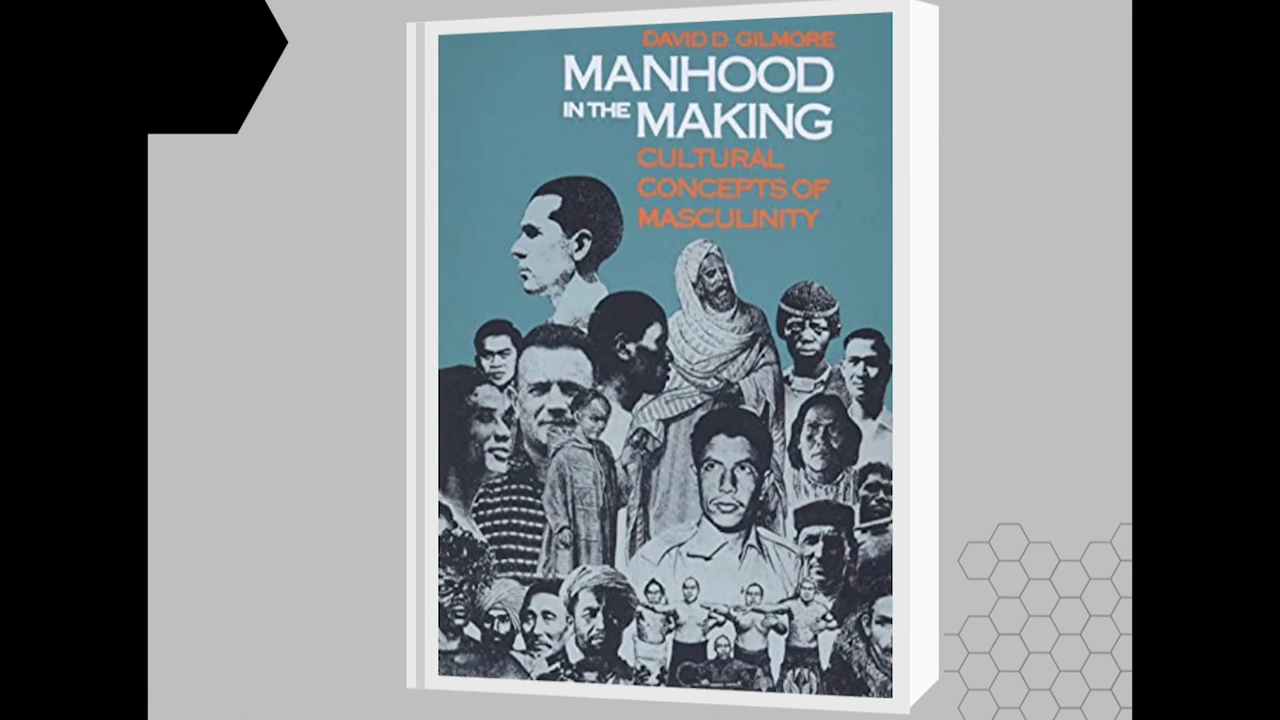 DAVID D. GILMORE
MANHOOD
IN THE MAKING
CULTURAL
CONCEPTS OF
MASCULINITY